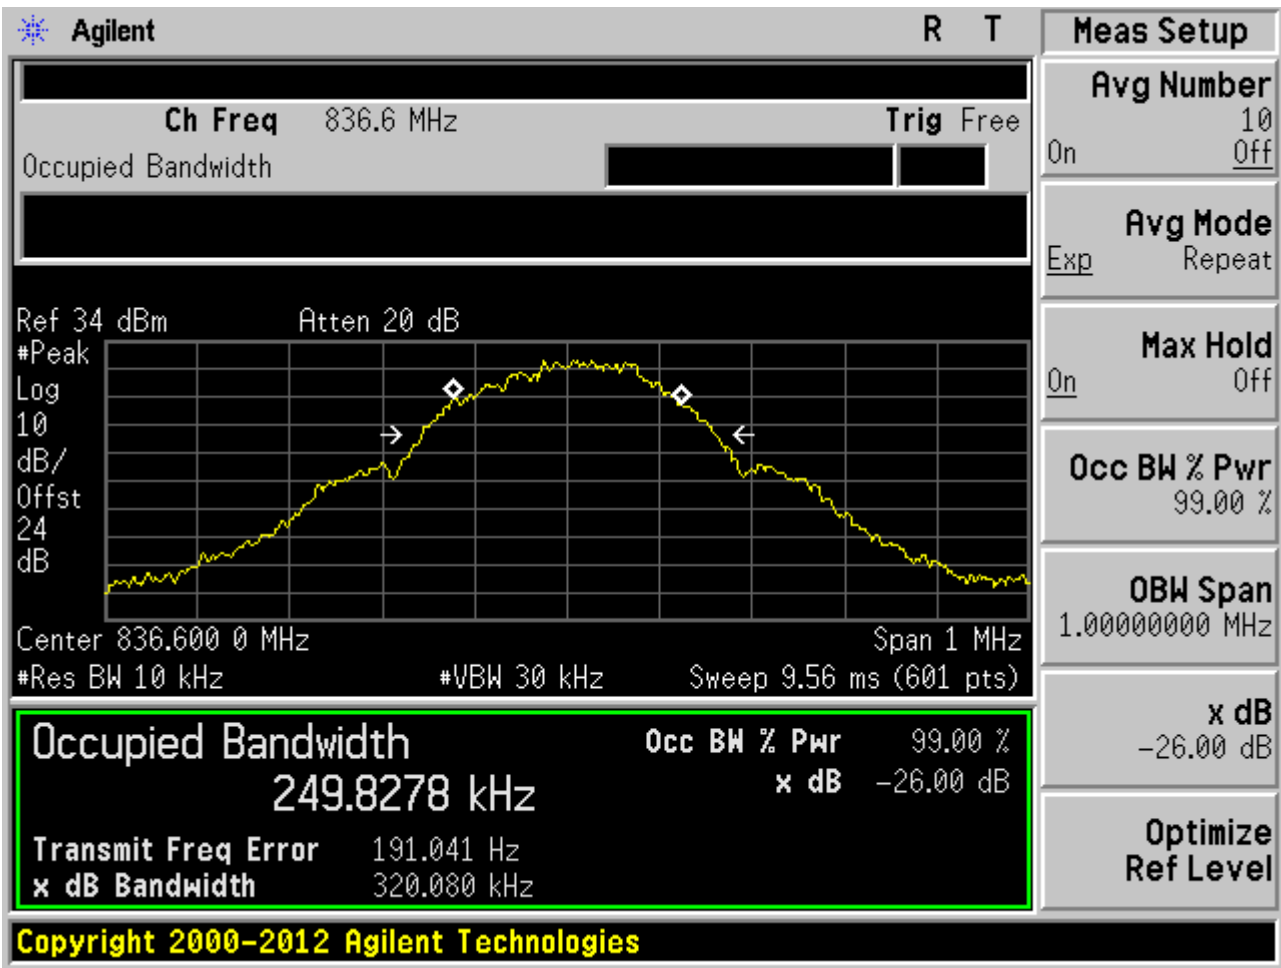 Agilent R T Meas Setup
Ch Freq 836.6 MHz Trig Free
Occupied Bandwidth
Avg Number
10
On Off
Avg Mode
Exp Repeat
Max Hold
On Off
Occ BW % Pwr
99.00 %
OBW Span
1.00000000 MHz
x dB
-26.00 dB
Optimize
Ref Level
Ref 34 dBm Atten 20 dB
#Peak
Log
10
dB/
Offst
24
dB
Center 836.600 0 MHz Span 1 MHz
#Res BW 10 kHz #VBW 30 kHz Sweep 9.56 ms (601 pts)
Occupied Bandwidth Occ BW % Pwr 99.00 %
249.8278 kHz x dB -26.00 dB
Transmit Freq Error 191.041 Hz
x dB Bandwidth 320.080 kHz
Copyright 2000-2012 Agilent Technologies